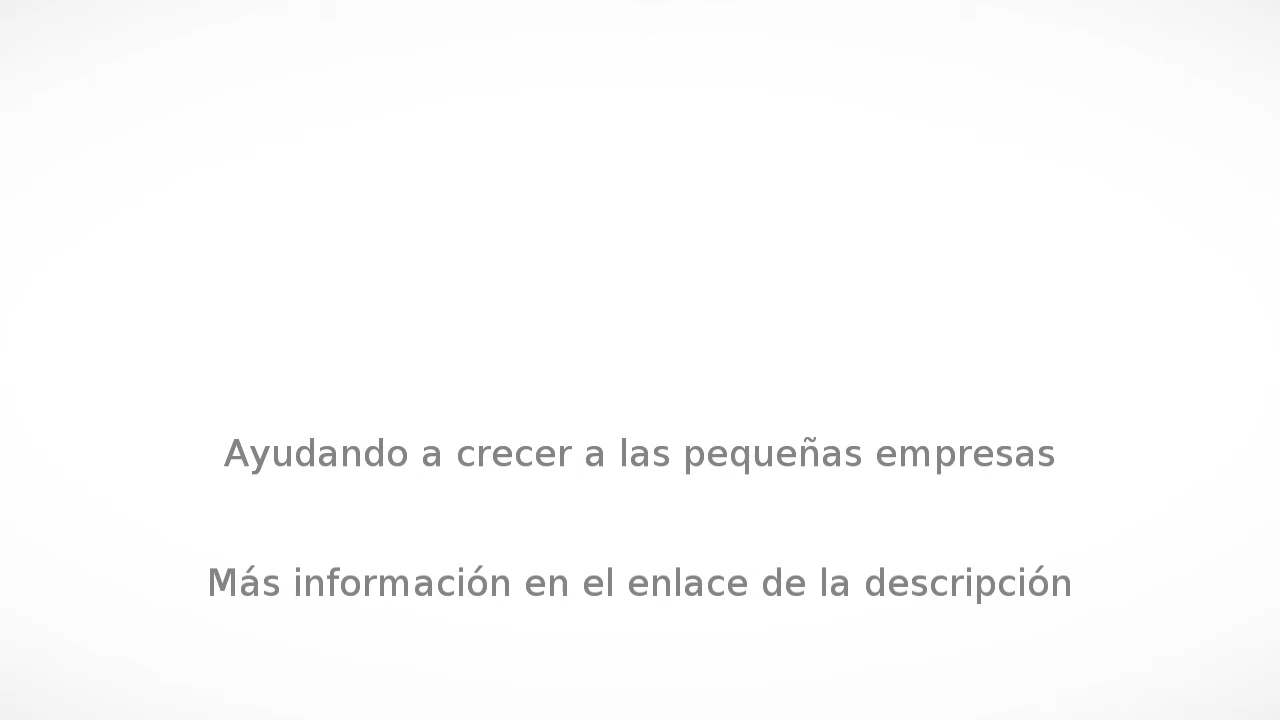 Ayudando a crecer a las pequeñas empresas
Más información en el enlace de la descripción